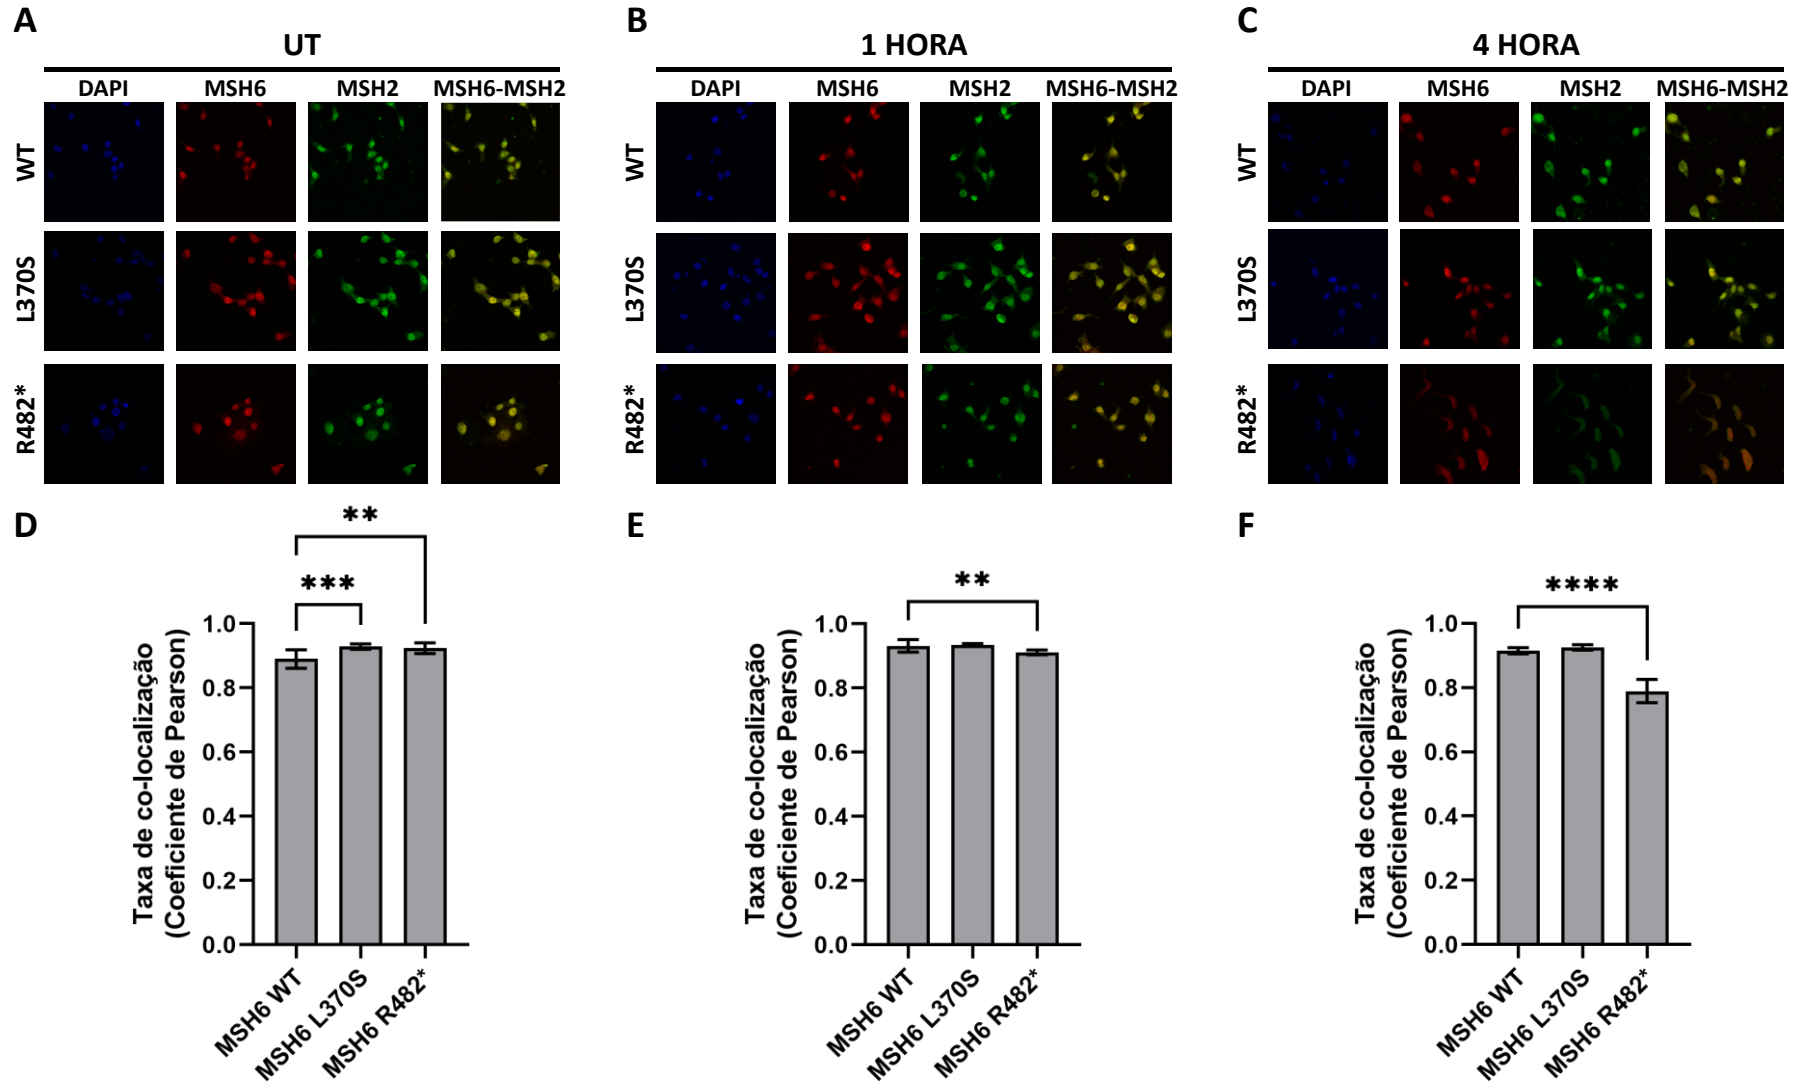 A
UT
DAPI MSH6 MSH2 MSH6-MSH2
WT
L370S
R482*
B
1 HORA
DAPI MSH6 MSH2 MSH6-MSH2
WT
L370S
R482*
C
4 HORA
DAPI MSH6 MSH2 MSH6-MSH2
WT
L370S
R482*
D
**
***
Taxa de co-localização
(Coeficiente de Pearson)
1.0
0.8
0.6
0.4
0.2
0.0
MSH6 WT
MSH6 L370S
MSH6 R482*
E
**
Taxa de co-localização
(Coeficiente de Pearson)
1.0
0.8
0.6
0.4
0.2
0.0
MSH6 WT
MSH6 L370S
MSH6 R482*
F
****
Taxa de co-localização
(Coeficiente de Pearson)
1.0
0.8
0.6
0.4
0.2
0.0
MSH6 WT
MSH6 L370S
MSH6 R482*